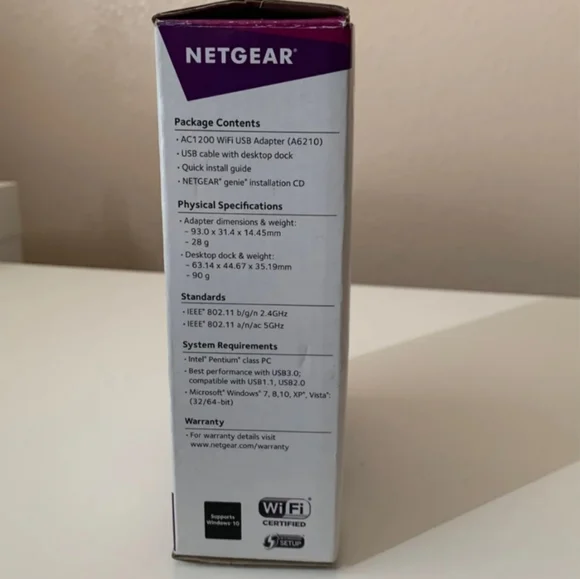 NETGEAR®
Package Contents
· AC1200 WiFi USB Adapter (A6210)
· USB cable with desktop dock
· Quick install guide
· NETGEAR® genie® installation CD
Physical Specifications
· Adapter dimensions & weight:
– 93.0 x 31.4 x 14.45mm
– 28 g
· Desktop dock & weight:
– 63.14 x 44.67 x 35.19mm
– 90 g
Standards
· IEEE® 802.11 b/g/n 2.4GHz
· IEEE® 802.11 a/n/ac 5GHz
System Requirements
· Intel® Pentium® class PC
· Best performance with USB3.0;
compatible with USB1.1, USB2.0
· Microsoft® Windows® 7, 8,10, XP®, Vista®:
(32/64-bit)
Warranty
· For warranty details visit
www.netgear.com/warranty
Supports
Windows 10
Wi Fi
CERTIFIED
SETUP